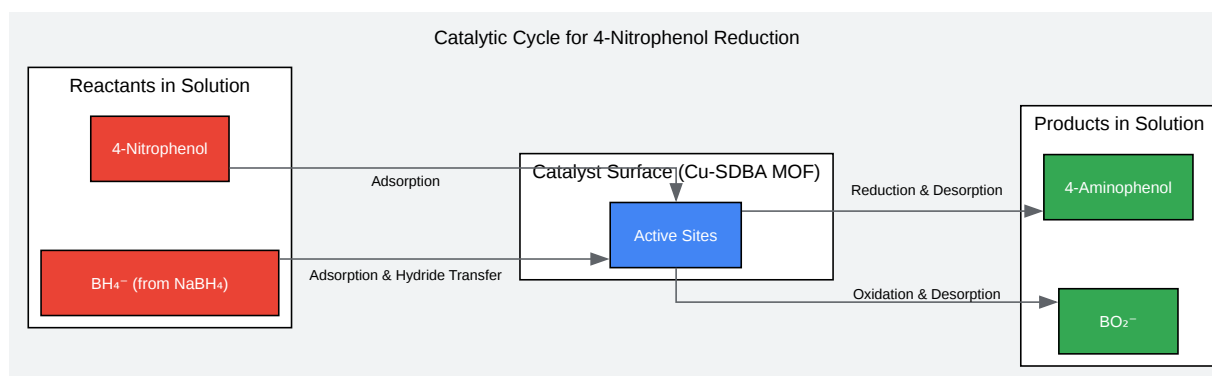 Catalytic Cycle for 4-Nitrophenol Reduction
Reactants in Solution
4-Nitrophenol
BH₄⁻ (from NaBH₄)
Adsorption
Adsorption & Hydride Transfer
Catalyst Surface (Cu-SDBA MOF)
Active Sites
Reduction & Desorption
Oxidation & Desorption
Products in Solution
4-Aminophenol
BO₂⁻